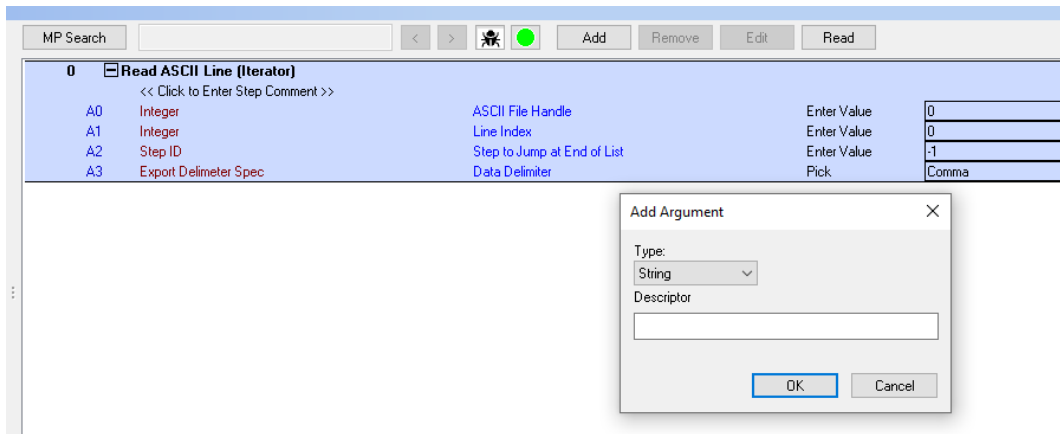 MP Search < > Add Remove Edit Read
0 Read ASCII Line (Iterator)
<< Click to Enter Step Comment >>
A0 Integer ASCII File Handle Enter Value 0
A1 Integer Line Index Enter Value 0
A2 Step ID Step to Jump at End of List Enter Value -1
A3 Export Delimeter Spec Data Delimiter Pick Comma
Add Argument
Type:
String
Descriptor
OK Cancel